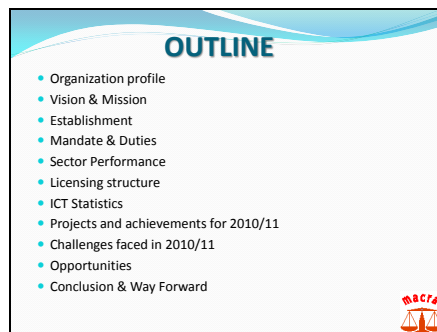 OUTLINE
Organization profile
Vision & Mission
Establishment
Mandate & Duties
Sector Performance
Licensing structure
ICT Statistics
Projects and achievements for 2010/11
Challenges faced in 2010/11
Opportunities
Conclusion & Way Forward
macra